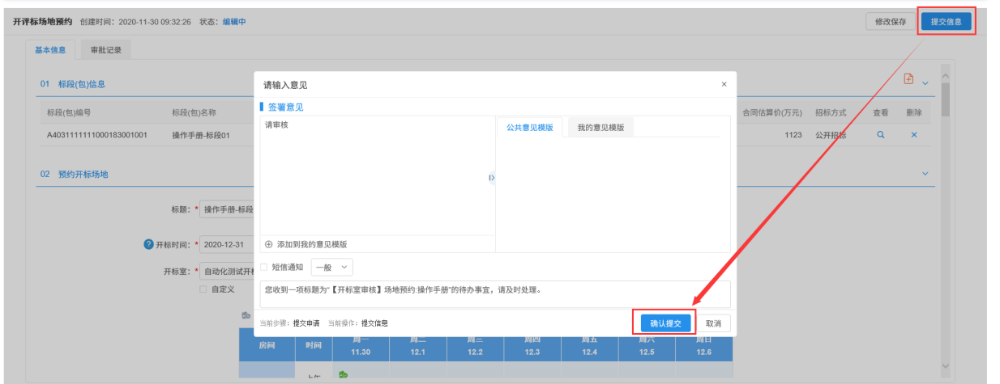 开评标场地预约 创建时间：2020-11-30 09:32:26 状态：编辑中 修改保存 提交信息
基本信息 审批记录
01 标段(包)信息
请输入意见 ×
签署意见
标段(包)编号 标段(包)名称 合同估算价(万元) 招标方式 查看 删除
请审核 公共意见模版 我的意见模版
A4031111111000183001001 操作手册-标段01 1123 公开招标
02 预约开标场地
标题：* 操作手册-标段
开标时间：* 2020-12-31
添加到我的意见模版
开标室：* 自动化测试开标
短信通知 一般
自定义
您收到一项标题为“【开标室审核】场地预约:操作手册”的待办事宜，请及时处理。
当前步骤：提交申请 当前操作：提交信息 确认提交 取消
房间 时间 周一 周二 周三 周四 周五 周六 周日
11.30 12.1 12.2 12.3 12.4 12.5 12.6
上午